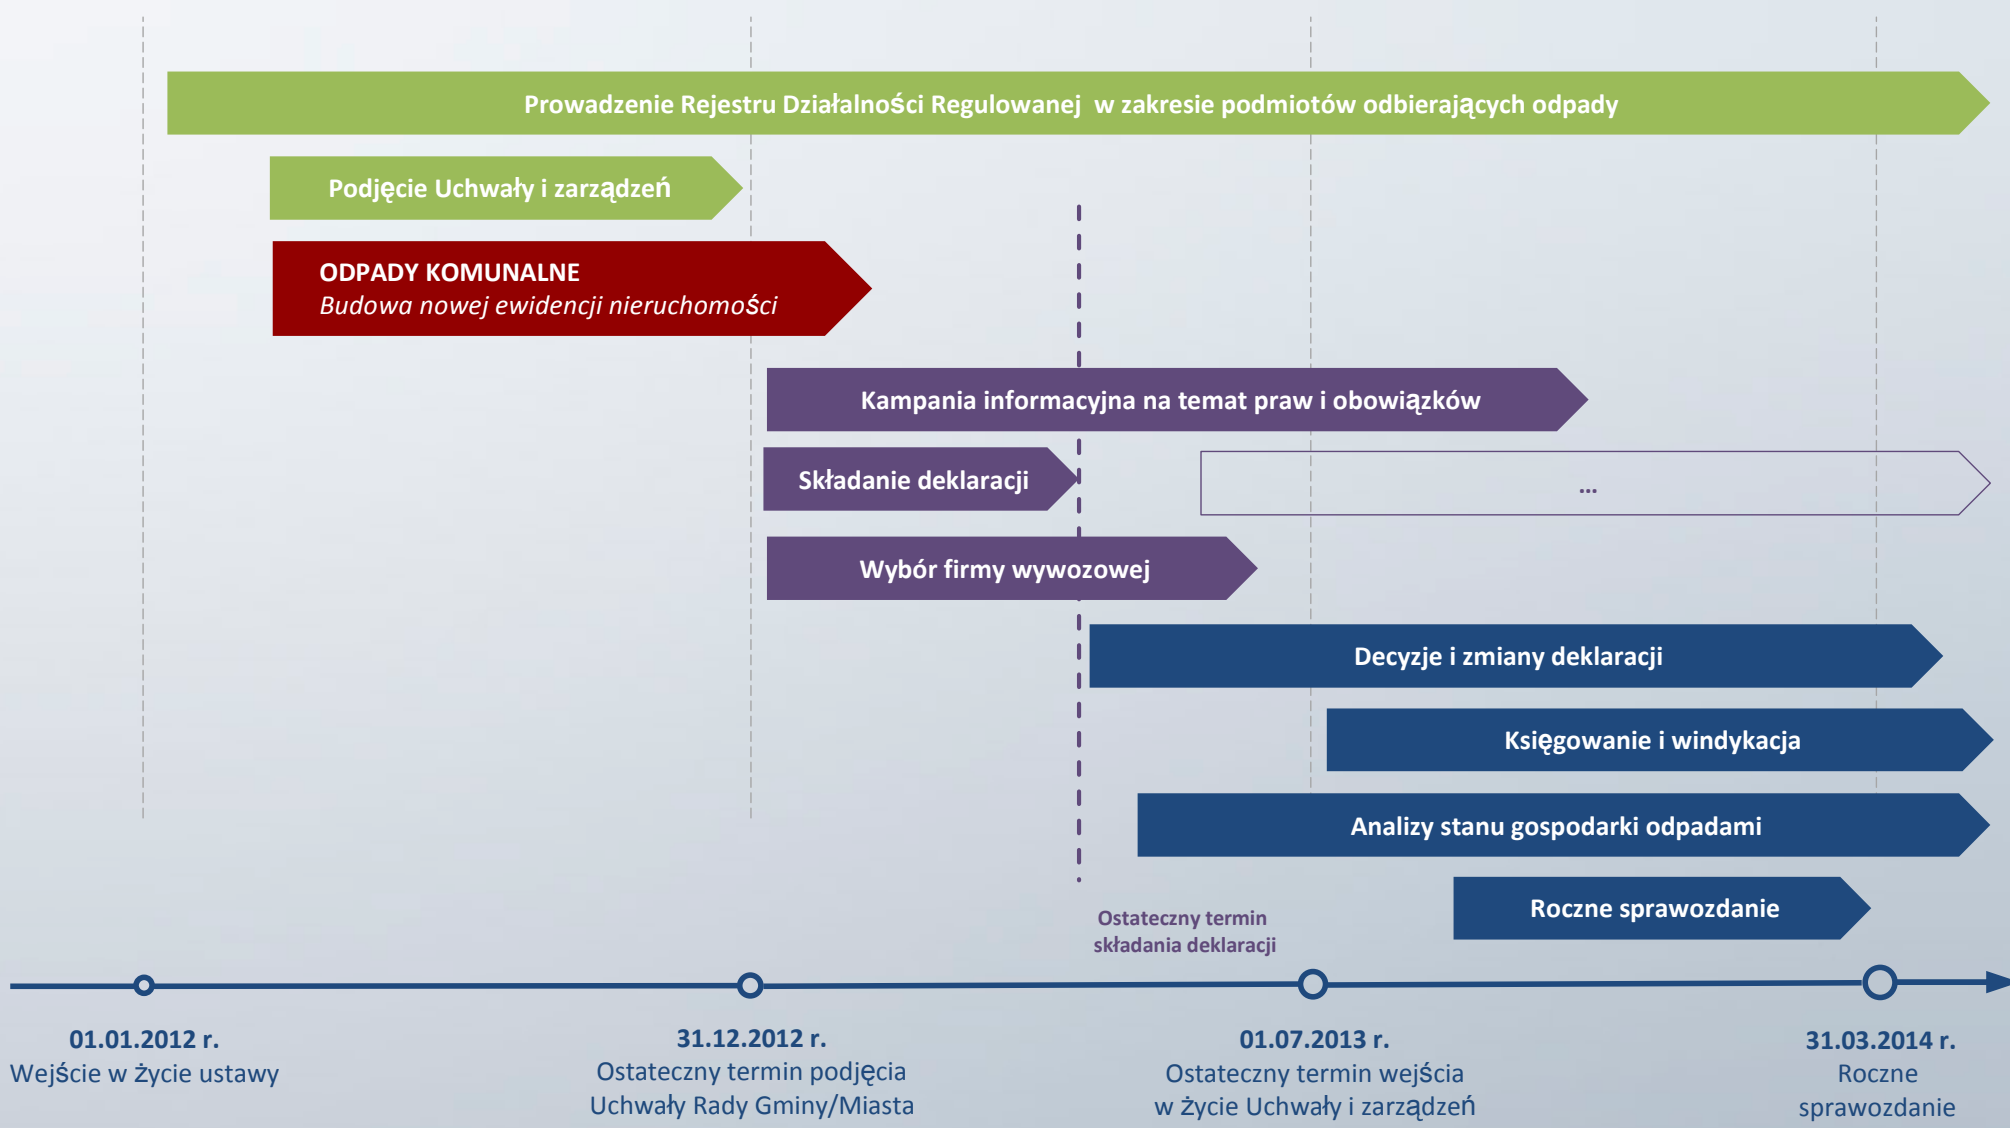 Prowadzenie Rejestru Działalności Regulowanej w zakresie podmiotów odbierających odpady
Podjęcie Uchwały i zarządzeń
ODPADY KOMUNALNE
Budowa nowej ewidencji nieruchomości
Kampania informacyjna na temat praw i obowiązków
Składanie deklaracji
...
Wybór firmy wywozowej
Decyzje i zmiany deklaracji
Księgowanie i windykacja
Analizy stanu gospodarki odpadami
Roczne sprawozdanie
Ostateczny termin
składania deklaracji
01.01.2012 r.
Wejście w życie ustawy
31.12.2012 r.
Ostateczny termin podjęcia
Uchwały Rady Gminy/Miasta
01.07.2013 r.
Ostateczny termin wejścia
w życie Uchwały i zarządzeń
31.03.2014 r.
Roczne
sprawozdanie